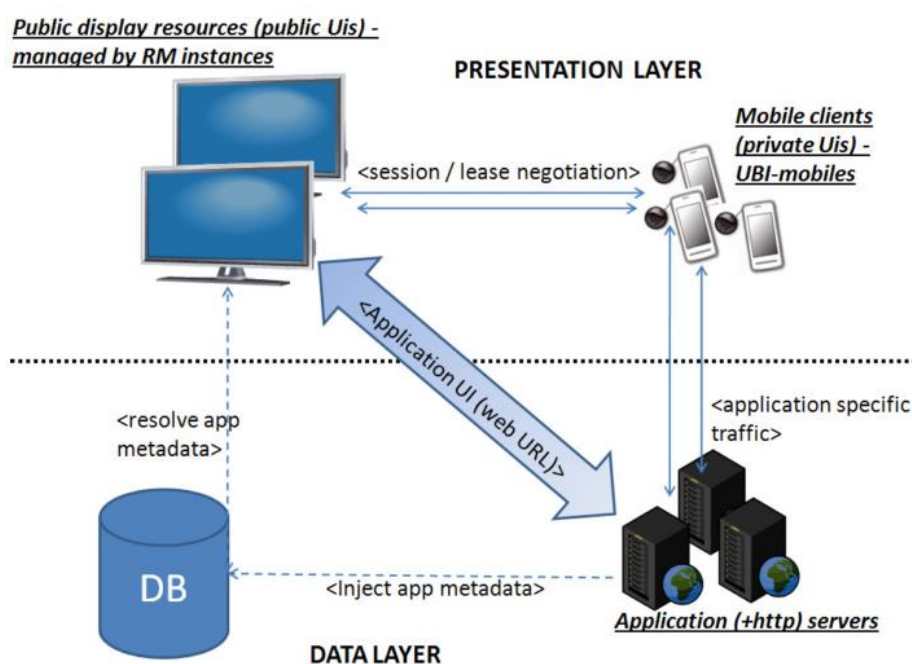 Public display resources (public Uis) -
managed by RM instances
PRESENTATION LAYER
Mobile clients
(private Uis) -
UBI-mobiles
<session / lease negotiation>
<Application UI (web URL)>
<resolve app
metadata>
<application specific
traffic>
DB
<Inject app metadata>
Application (+http) servers
DATA LAYER